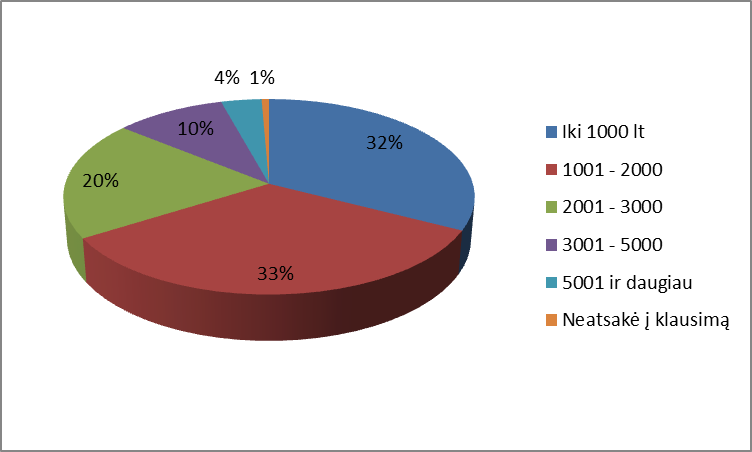 4% 1%
10%
32%
20%
33%
Iki 1000 lt
1001 - 2000
2001 - 3000
3001 - 5000
5001 ir daugiau
Neatsakė į klausimą